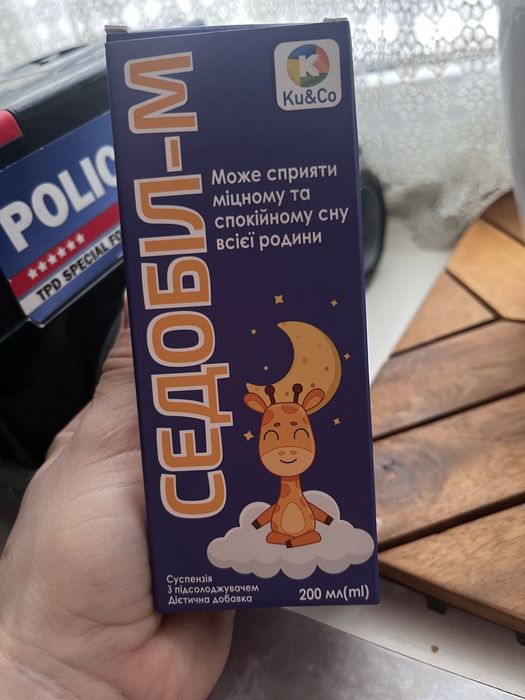 Ku&Co
СЕДОБІЛ-М
Може сприяти
міцному та
спокійному сну
всієї родини
Суспензія
З підсолоджувачем
Дієтична добавка
200 мл(ml)
POLIC
★★★★★★
TPD SPECIAL FO